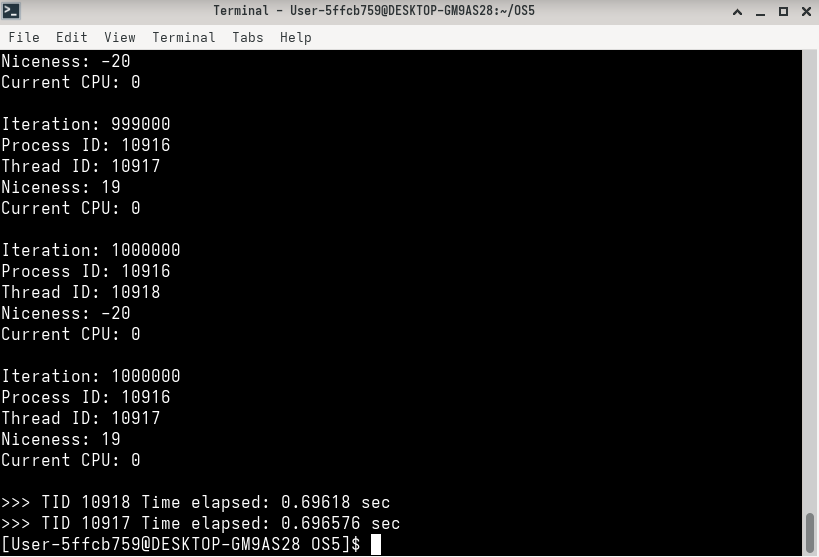 Terminal - User-5ffcb759@DESKTOP-GM9AS28:~/OS5
File Edit View Terminal Tabs Help
Niceness: -20
Current CPU: 0
Iteration: 999000
Process ID: 10916
Thread ID: 10917
Niceness: 19
Current CPU: 0
Iteration: 1000000
Process ID: 10916
Thread ID: 10918
Niceness: -20
Current CPU: 0
Iteration: 1000000
Process ID: 10916
Thread ID: 10917
Niceness: 19
Current CPU: 0
>>> TID 10918 Time elapsed: 0.69618 sec
>>> TID 10917 Time elapsed: 0.696576 sec
[User-5ffcb759@DESKTOP-GM9AS28 OS5]$